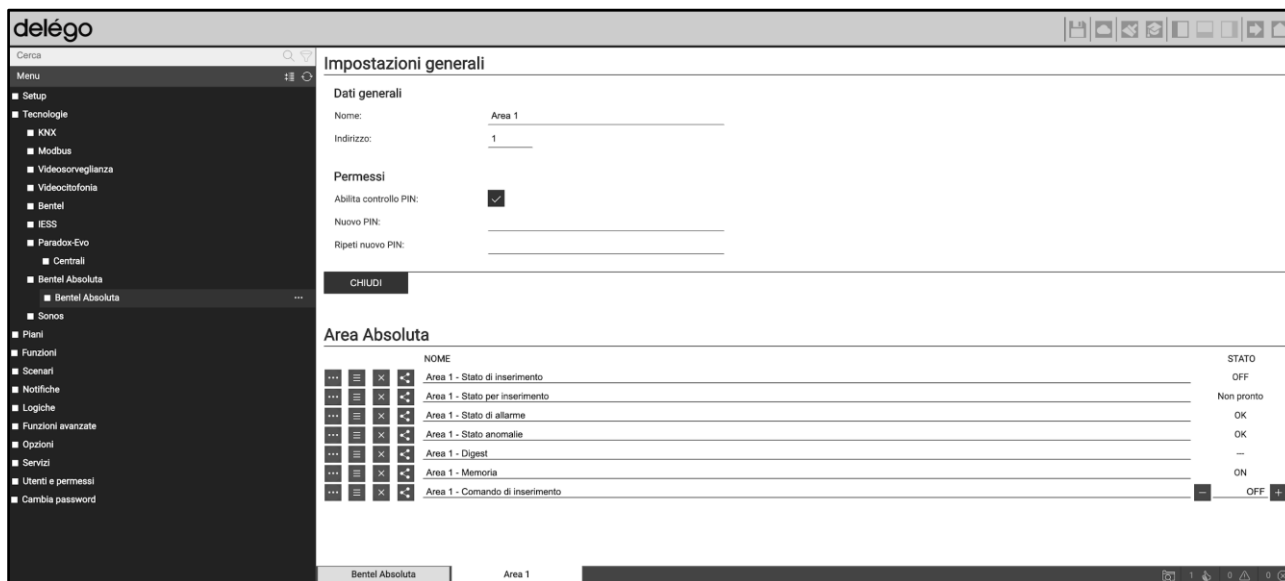 delégo
Cerca
Menu
Setup
Tecnologie
KNX
Modbus
Videosorveglianza
Videocitofonia
Bentel
IESS
Paradox-Evo
Centrali
Bentel Absoluta
Bentel Absoluta ...
Sonos
Piani
Funzioni
Scenari
Notifiche
Logiche
Funzioni avanzate
Opzioni
Servizi
Utenti e permessi
Cambia password
Impostazioni generali
Dati generali
Nome: Area 1
Indirizzo: 1
Permessi
Abilita controllo PIN:
Nuovo PIN:
Ripeti nuovo PIN:
CHIUDI
Area Absoluta
NOME STATO
Area 1 - Stato di inserimento OFF
Area 1 - Stato per inserimento Non pronto
Area 1 - Stato di allarme OK
Area 1 - Stato anomalie OK
Area 1 - Digest ---
Area 1 - Memoria ON
Area 1 - Comando di inserimento - OFF +
Bentel Absoluta Area 1 1 0 0